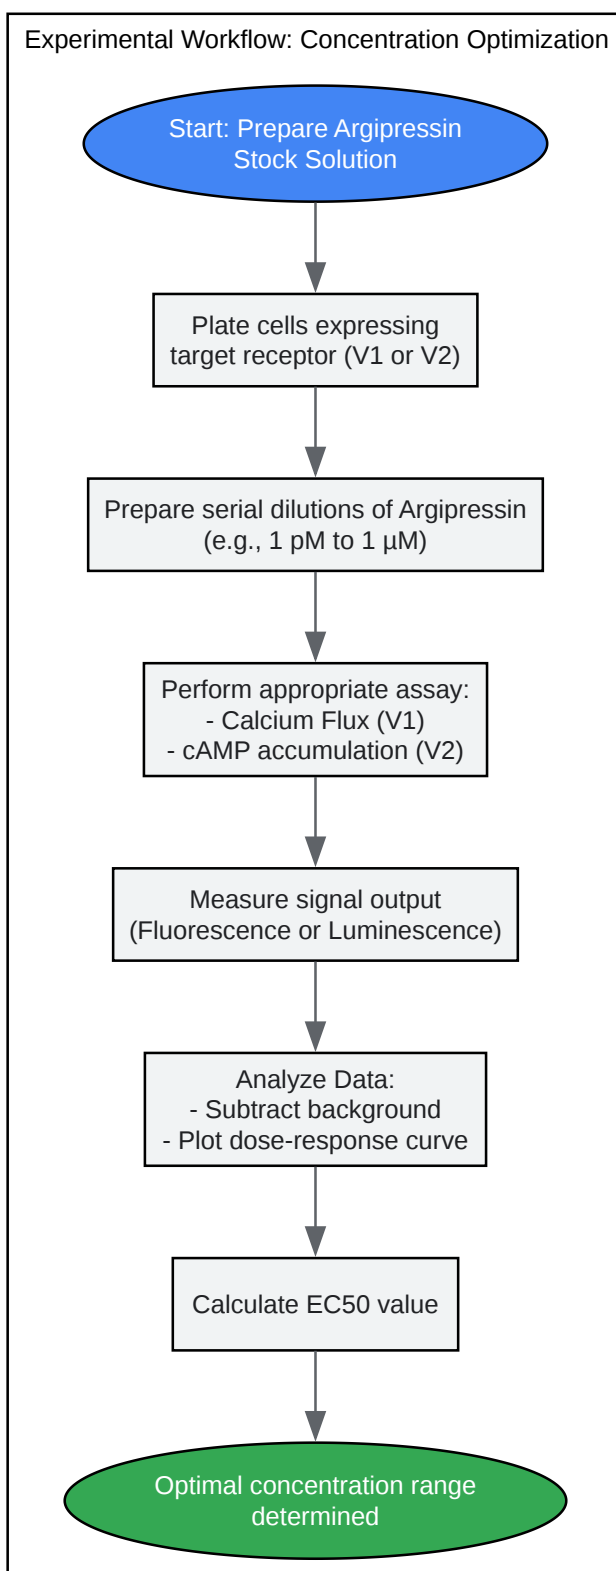 Experimental Workflow: Concentration Optimization
Start: Prepare Argipressin
Stock Solution
Plate cells expressing
target receptor (V1 or V2)
Prepare serial dilutions of Argipressin
(e.g., 1 pM to 1 µM)
Perform appropriate assay:
- Calcium Flux (V1)
- cAMP accumulation (V2)
Measure signal output
(Fluorescence or Luminescence)
Analyze Data:
- Subtract background
- Plot dose-response curve
Calculate EC50 value
Optimal concentration range
determined